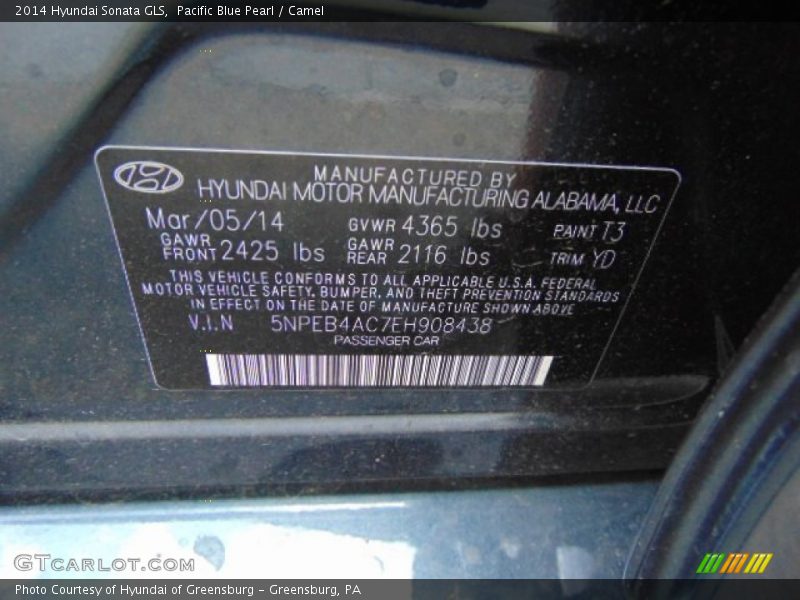 2014 Hyundai Sonata GLS, Pacific Blue Pearl / Camel
MANUFACTURED BY
HYUNDAI MOTOR MANUFACTURING ALABAMA, LLC
Mar/05/14 GVWR 4365 lbs PAINT T3
GAWR FRONT 2425 lbs GAWR REAR 2116 lbs TRIM YD
THIS VEHICLE CONFORMS TO ALL APPLICABLE U.S.A. FEDERAL
MOTOR VEHICLE SAFETY, BUMPER, AND THEFT PREVENTION STANDARDS
IN EFFECT ON THE DATE OF MANUFACTURE SHOWN ABOVE
V.I.N 5NPEB4AC7EH908438
PASSENGER CAR
GTCARLOT.COM
Photo Courtesy of Hyundai of Greensburg - Greensburg, PA